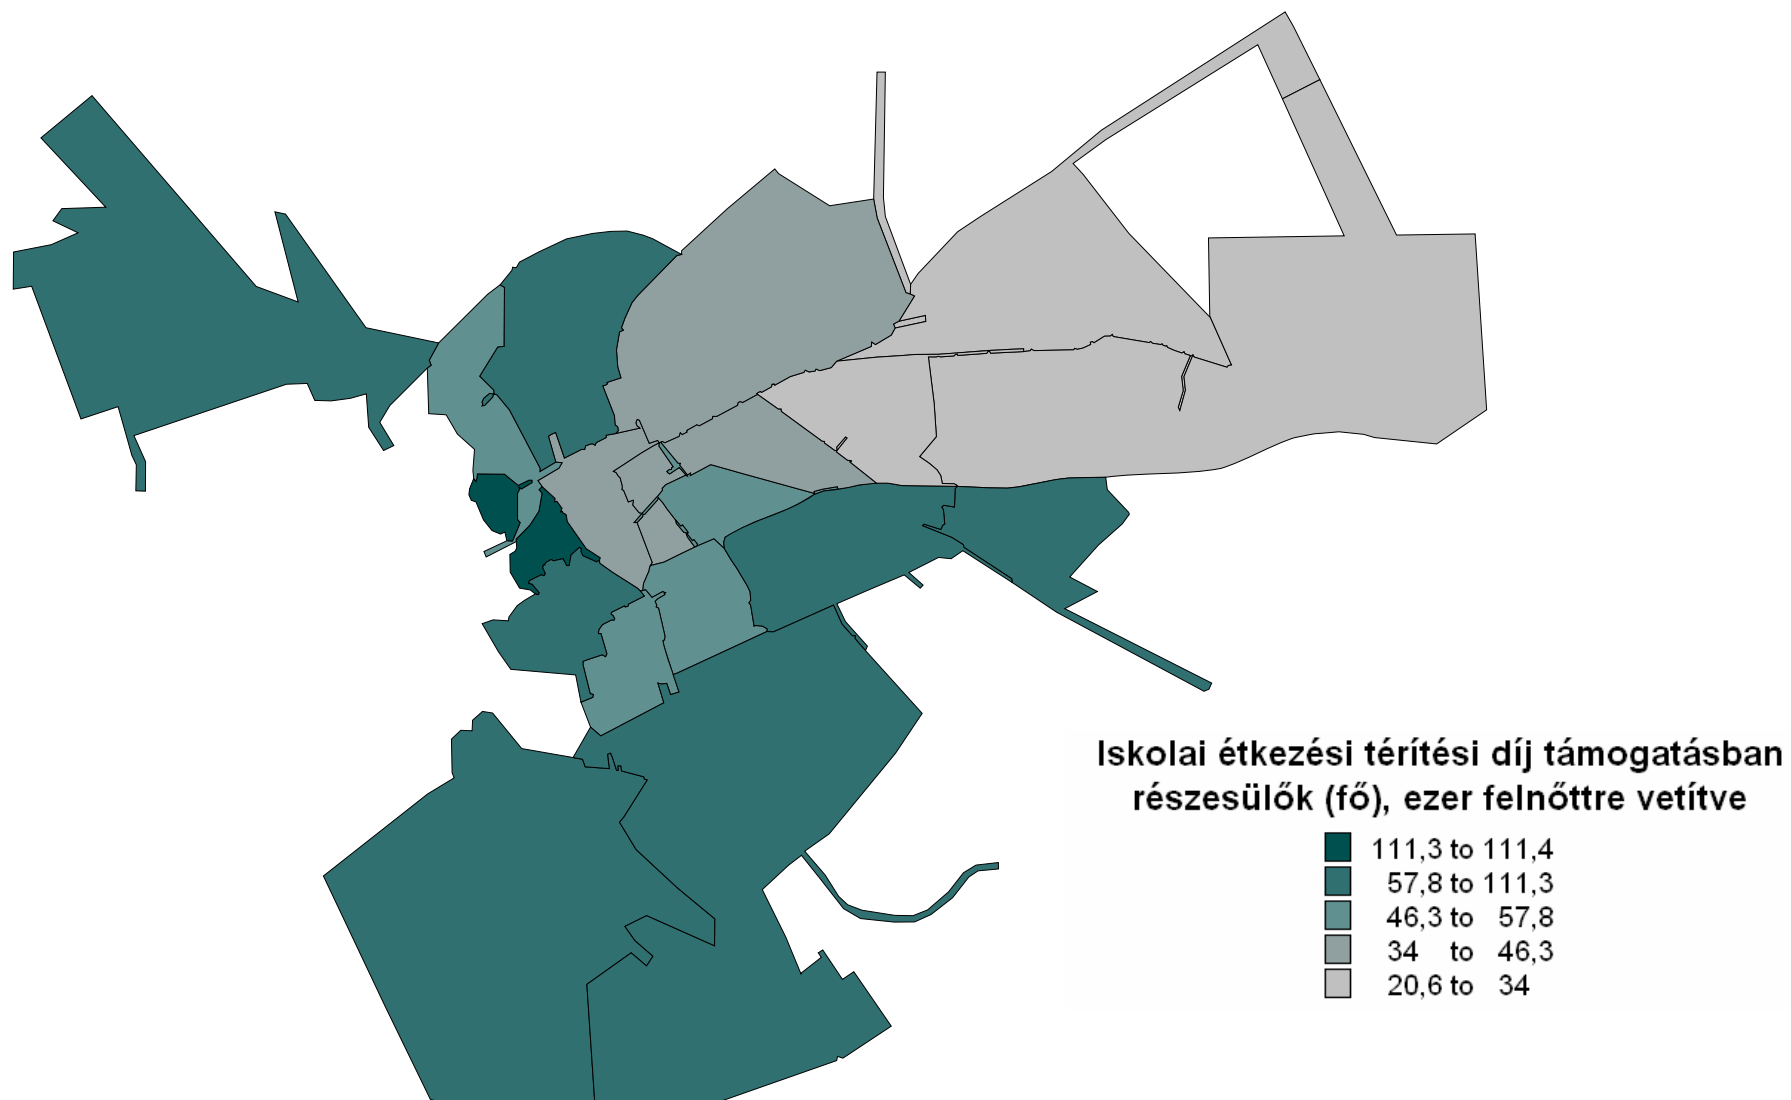 Iskolai étkezési térítési díj támogatásban
részesülők (fő), ezer felnőttre vetítve
111,3 to 111,4
57,8 to 111,3
46,3 to 57,8
34 to 46,3
20,6 to 34